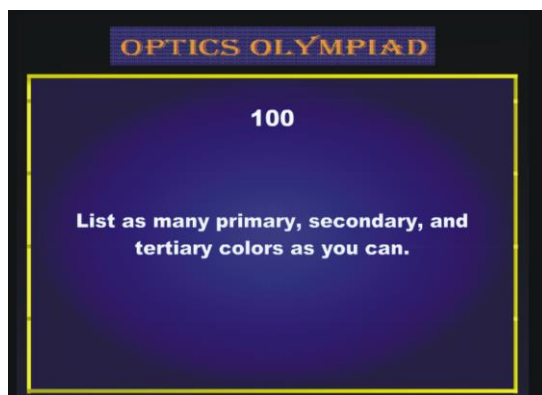 OPTICS OLYMPIAD
100
List as many primary, secondary, and
tertiary colors as you can.